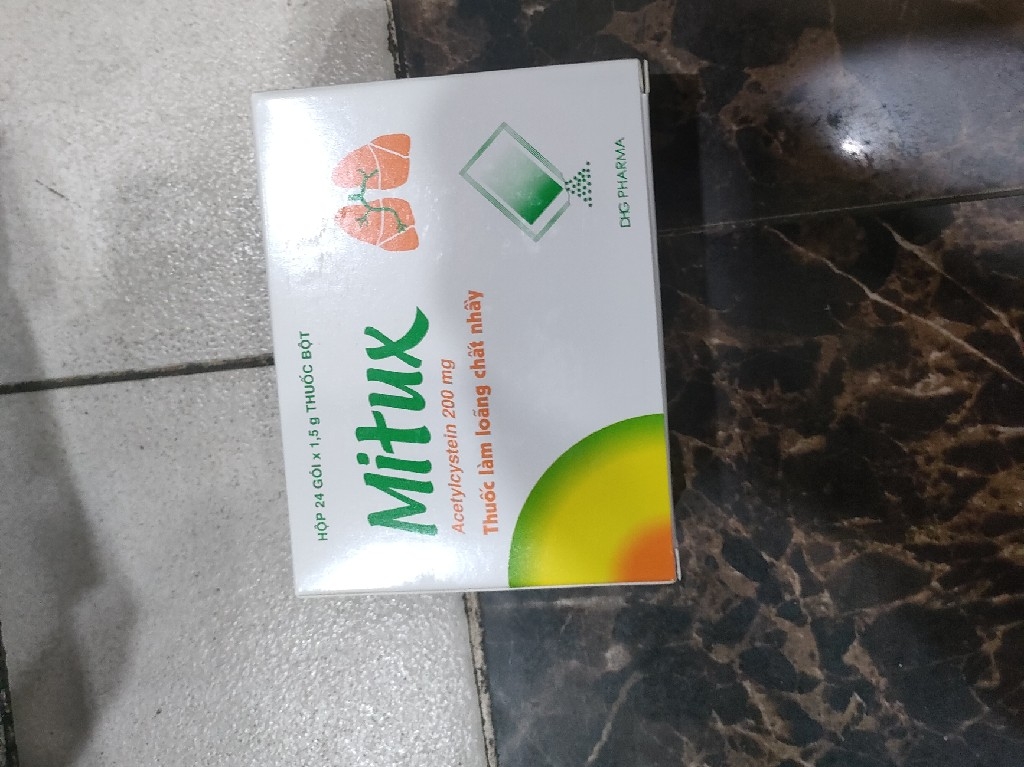 HỘP 24 GÓI x 1,5 g THUỐC BỘT
Mitux
Acetylcystein 200 mg
Thuốc làm loãng chất nhầy
DHG PHARMA